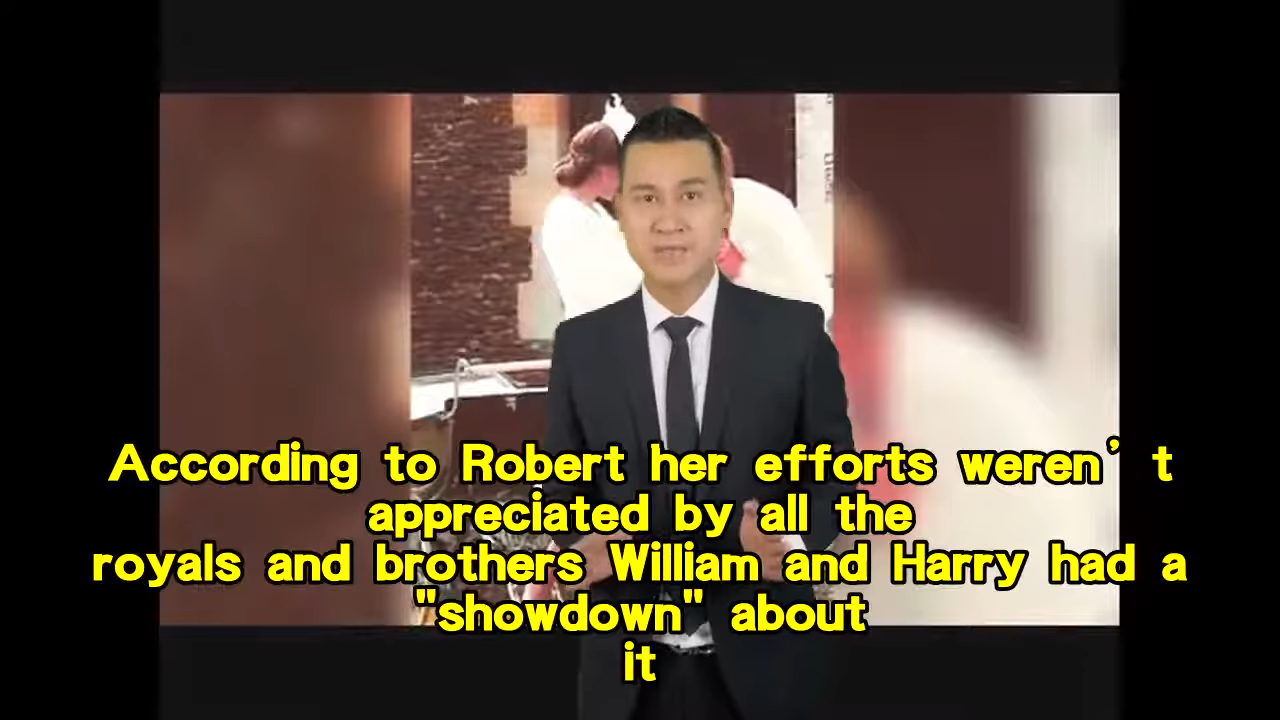 According to Robert her efforts weren’t
appreciated by all the
royals and brothers William and Harry had a
"showdown" about
it